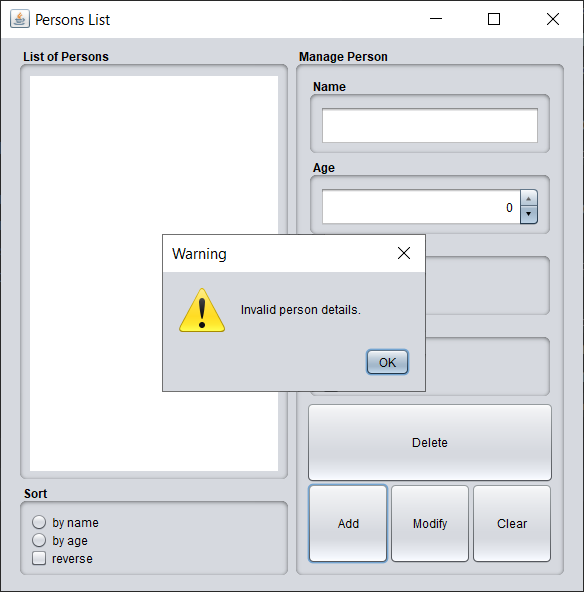 Persons List
List of Persons
Manage Person
Name
Age
0
Warning
Invalid person details.
OK
Delete
Sort
by name
by age
reverse
Add
Modify
Clear